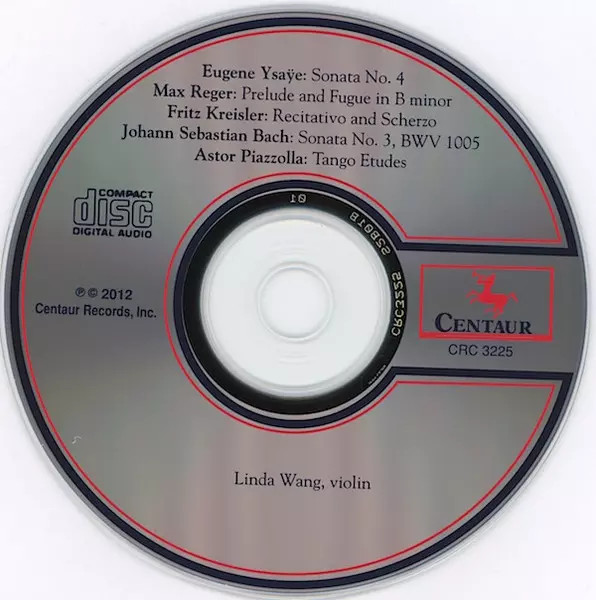 Eugene Ysaÿe: Sonata No. 4
Max Reger: Prelude and Fugue in B minor
Fritz Kreisler: Recitativo and Scherzo
Johann Sebastian Bach: Sonata No. 3, BWV 1005
Astor Piazzolla: Tango Etudes
COMPACT
disc
DIGITAL AUDIO
℗ © 2012
Centaur Records, Inc.
CENTAUR
CRC 3225
Linda Wang, violin
01